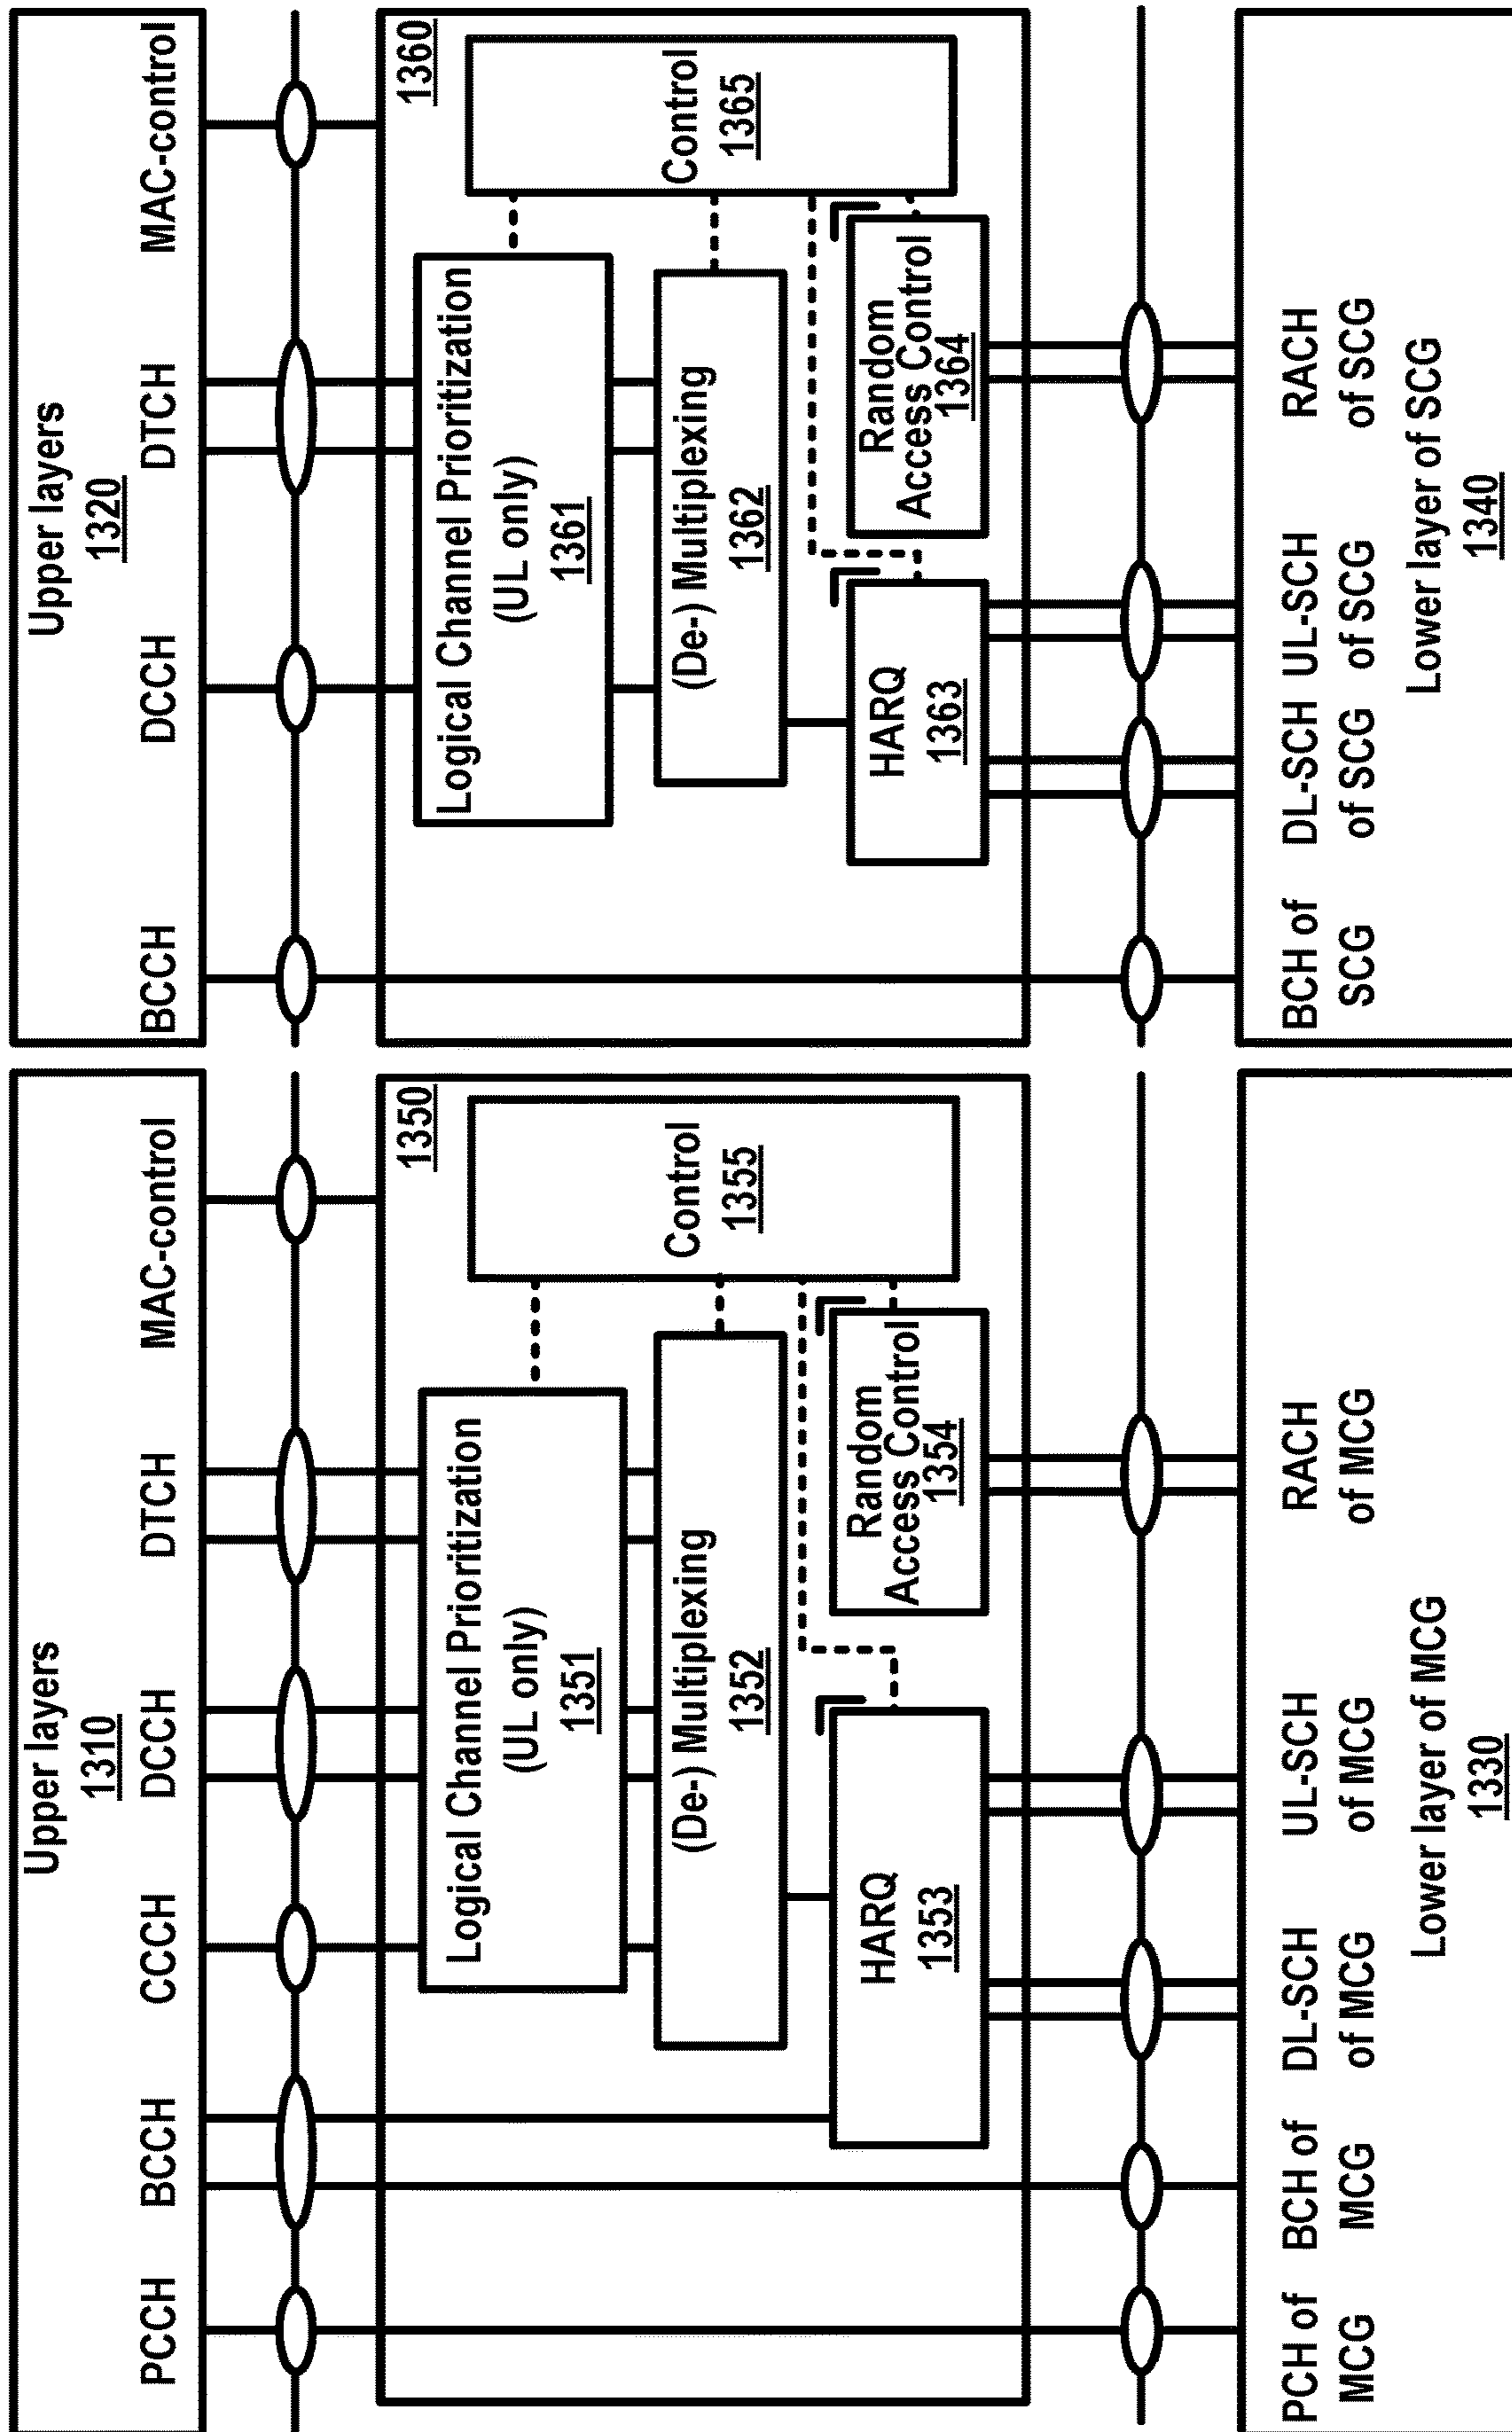 Upper layers
1310
PCCH
BCCH
CCCH
DCCH
DTCH
MAC-control
1350
Logical Channel Prioritization
(UL only)
1351
(De-) Multiplexing
1352
HARQ
1353
Random
Access Control
1354
Control
1355
PCH of
MCG
BCH of
MCG
DL-SCH
of MCG
UL-SCH
of MCG
RACH
of MCG
Lower layer of MCG
1330
Upper layers
1320
BCCH
DCCH
DTCH
MAC-control
1360
Logical Channel Prioritization
(UL only)
1361
(De-) Multiplexing
1362
HARQ
1363
Random
Access Control
1364
Control
1365
BCH of
SCG
DL-SCH
of SCG
UL-SCH
of SCG
RACH
of SCG
Lower layer of SCG
1340